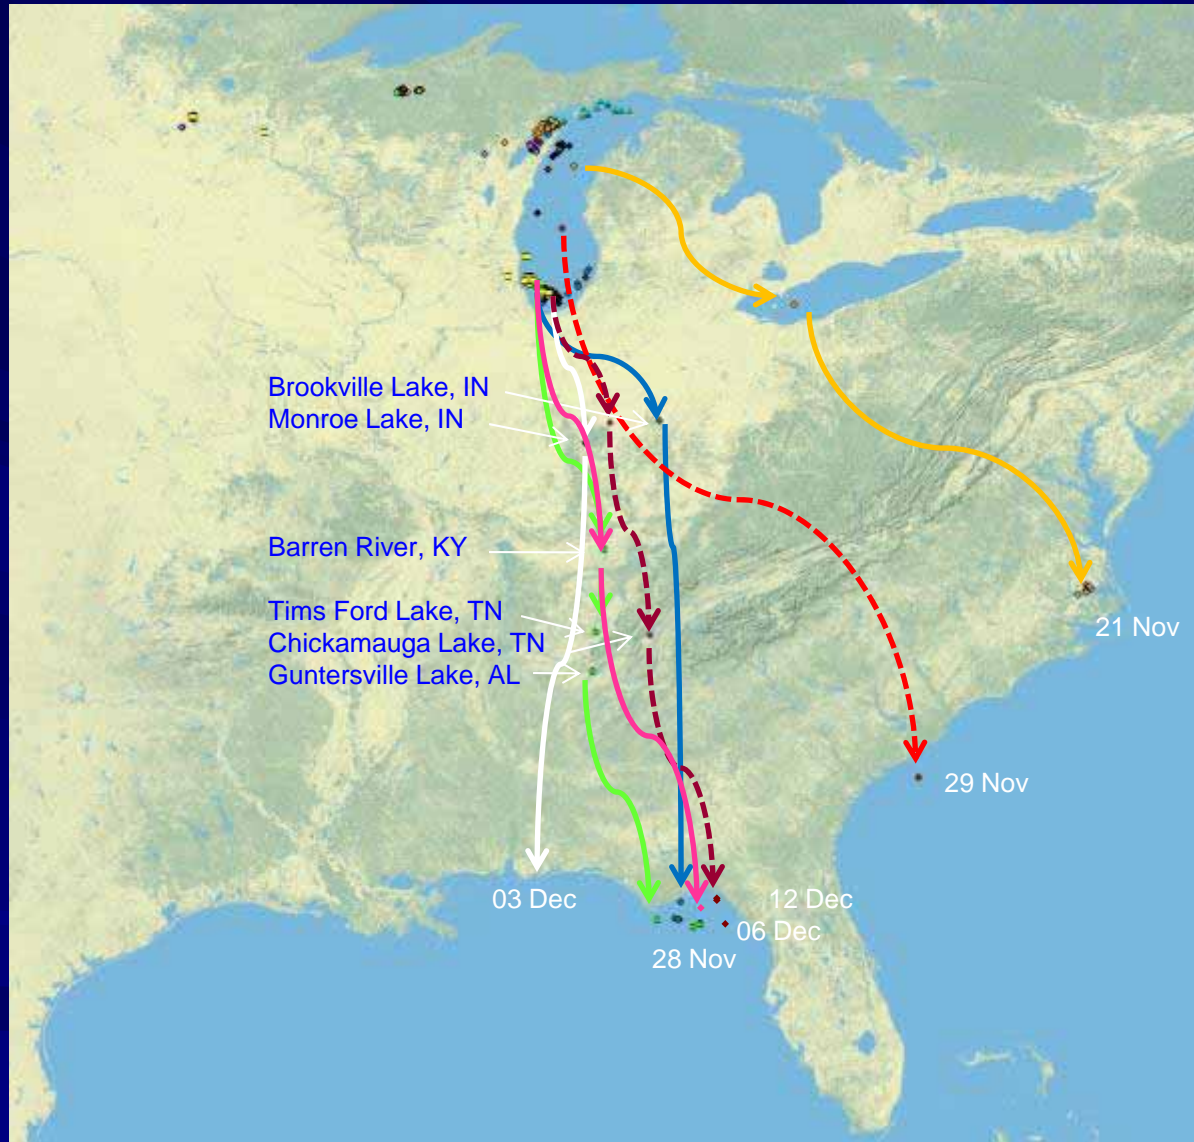 Brookville Lake, IN
Monroe Lake, IN
Barren River, KY
Tims Ford Lake, TN
Chickamauga Lake, TN
Guntersville Lake, AL
21 Nov
29 Nov
03 Dec
12 Dec
06 Dec
28 Nov